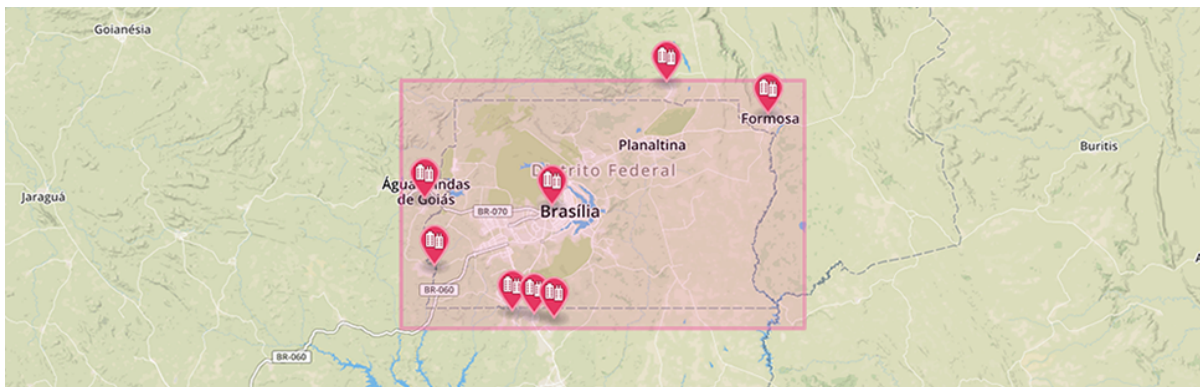 Goianésia
Formosa
Planaltina
Buritis
Distrito Federal
Águas Lindas
de Goiás
Jaraguá
BR-070
Brasília
BR-060
BR-060